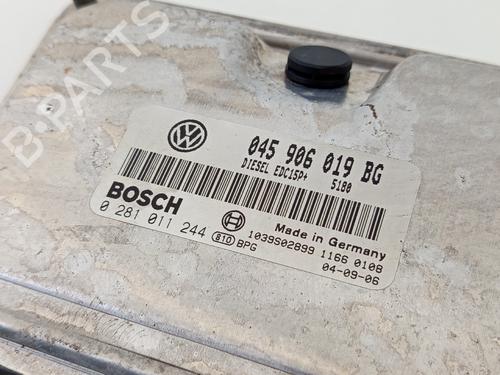 B-PARTS
045 906 019 BG
DIESEL EDC15P+ 5180
BOSCH
0 281 011 244
Made in Germany
810 BPG
1039S02899 1166 0108
04-09-06